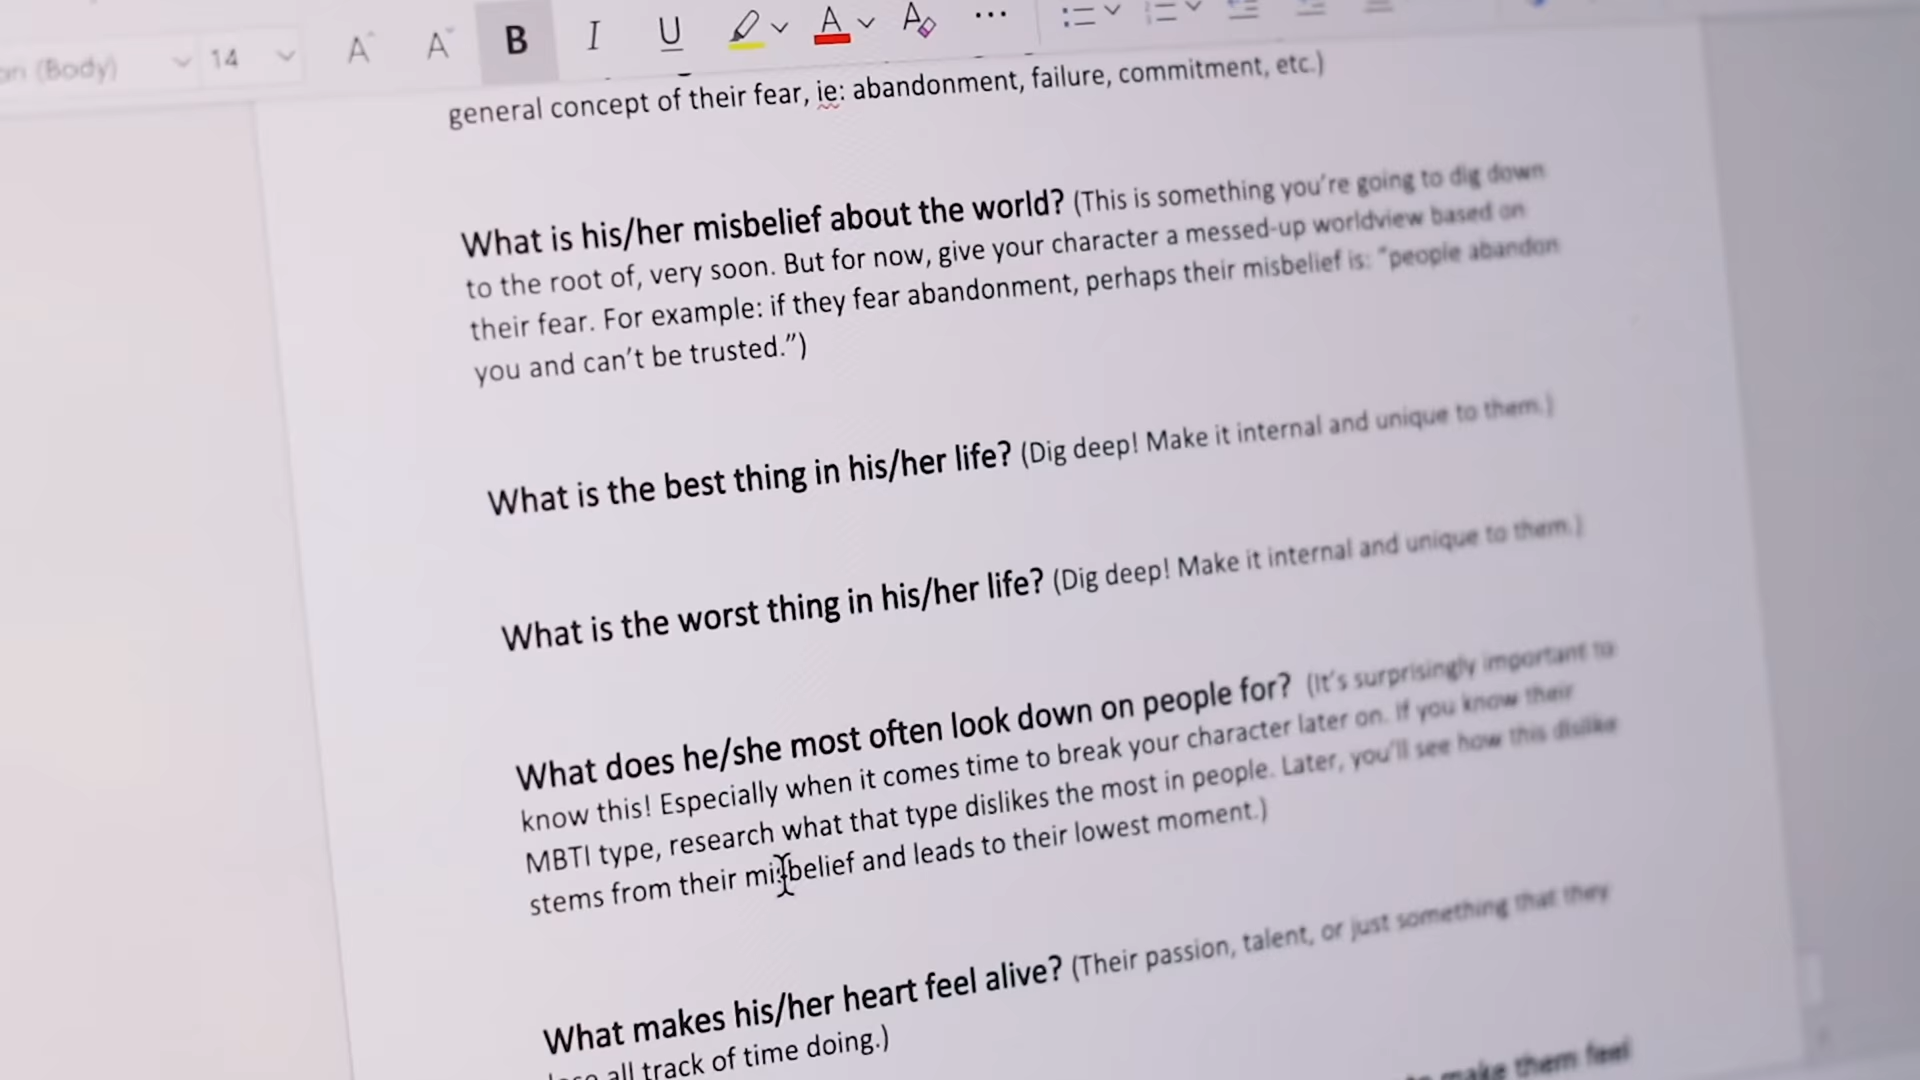 (Body) 14 A A B I U A A ...
general concept of their fear, ie: abandonment, failure, commitment, etc.)
What is his/her misbelief about the world? (This is something you're going to dig down
to the root of, very soon. But for now, give your character a messed-up worldview based on
their fear. For example: if they fear abandonment, perhaps their misbelief is: "people abandon
you and can't be trusted.")
What is the best thing in his/her life? (Dig deep! Make it internal and unique to them.)
What is the worst thing in his/her life? (Dig deep! Make it internal and unique to them.)
What does he/she most often look down on people for? (It's surprisingly important to
know this! Especially when it comes time to break your character later on. If you know their
MBTI type, research what that type dislikes the most in people. Later, you'll see how this dislike
stems from their misbelief and leads to their lowest moment.)
What makes his/her heart feel alive? (Their passion, talent, or just something that they
all track of time doing.)
make them feel